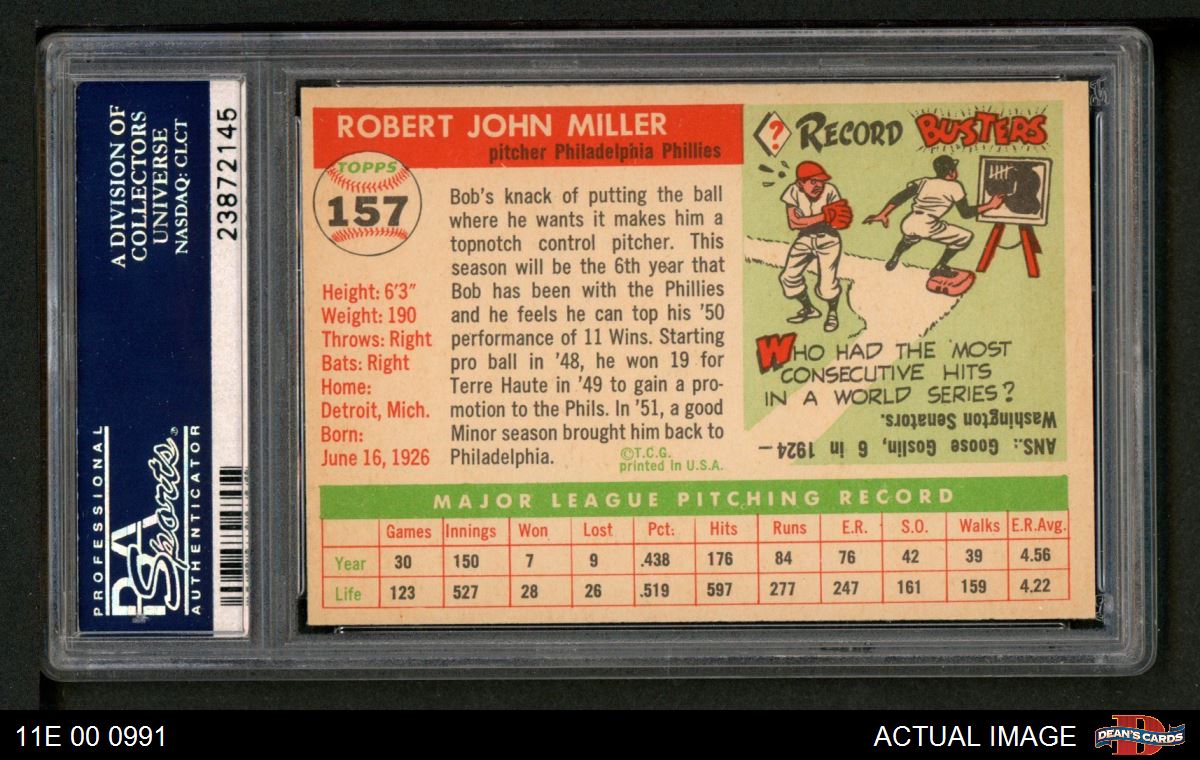 A DIVISION OF
COLLECTORS
UNIVERSE
NASDAQ: CLCT
23872145
PROFESSIONAL
PSA
Sports
AUTHENTICATOR
ROBERT JOHN MILLER
pitcher Philadelphia Phillies
TOPPS
157
Height: 6'3"
Weight: 190
Throws: Right
Bats: Right
Home:
Detroit, Mich.
Born:
June 16, 1926
Bob's knack of putting the ball
where he wants it makes him a
topnotch control pitcher. This
season will be the 6th year that
Bob has been with the Phillies
and he feels he can top his '50
performance of 11 Wins. Starting
pro ball in '48, he won 19 for
Terre Haute in '49 to gain a pro-
motion to the Phils. In '51, a good
Minor season brought him back to
Philadelphia.
©T.C.G.
printed in U.S.A.
? RECORD BUSTERS
WHO HAD THE MOST
CONSECUTIVE HITS
IN A WORLD SERIES?
ANS.: Goose Goslin, 6 in 1924—
Washington Senators.
MAJOR LEAGUE PITCHING RECORD
Games Innings Won Lost Pct: Hits Runs E.R. S.O. Walks E.R.Avg.
Year 30 150 7 9 .438 176 84 76 42 39 4.56
Life 123 527 28 26 .519 597 277 247 161 159 4.22
11E 00 0991
ACTUAL IMAGE
D
DEAN'S CARDS